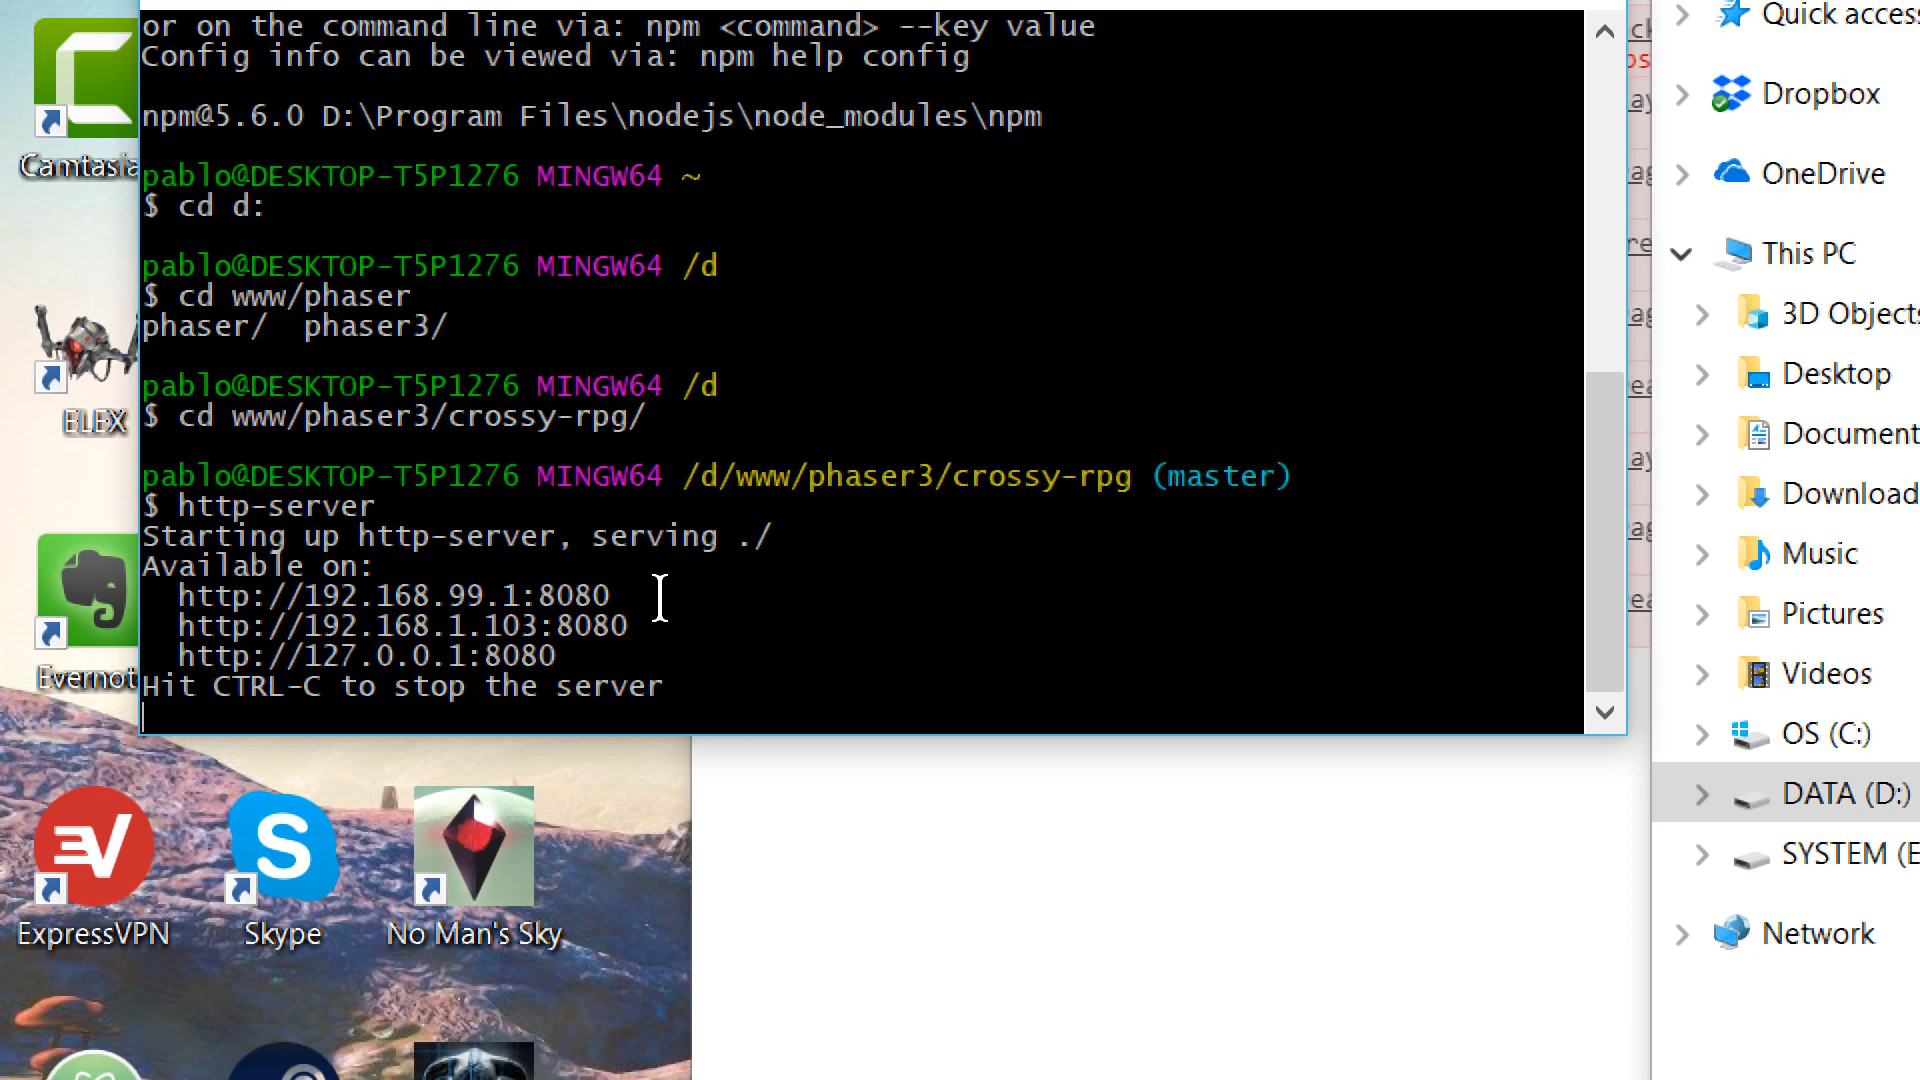 or on the command line via: npm <command> --key value
Config info can be viewed via: npm help config
npm@5.6.0 D:\Program Files\nodejs\node_modules\npm
pablo@DESKTOP-T5P1276 MINGW64 ~
$ cd d:
pablo@DESKTOP-T5P1276 MINGW64 /d
$ cd www/phaser
phaser/  phaser3/
pablo@DESKTOP-T5P1276 MINGW64 /d
$ cd www/phaser3/crossy-rpg/
pablo@DESKTOP-T5P1276 MINGW64 /d/www/phaser3/crossy-rpg (master)
$ http-server
Starting up http-server, serving ./
Available on:
  http://192.168.99.1:8080
  http://192.168.1.103:8080
  http://127.0.0.1:8080
Hit CTRL-C to stop the server
Camtasia
ELEX
Evernot
ExpressVPN
Skype
No Man's Sky
Quick access
Dropbox
OneDrive
This PC
3D Objects
Desktop
Document
Download
Music
Pictures
Videos
OS (C:)
DATA (D:)
SYSTEM (E
Network